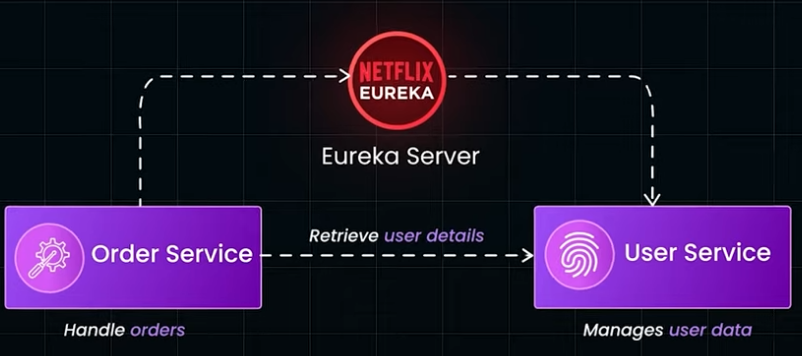 NETFLIX
EUREKA
Eureka Server
Order Service
Retrieve user details
User Service
Handle orders
Manages user data